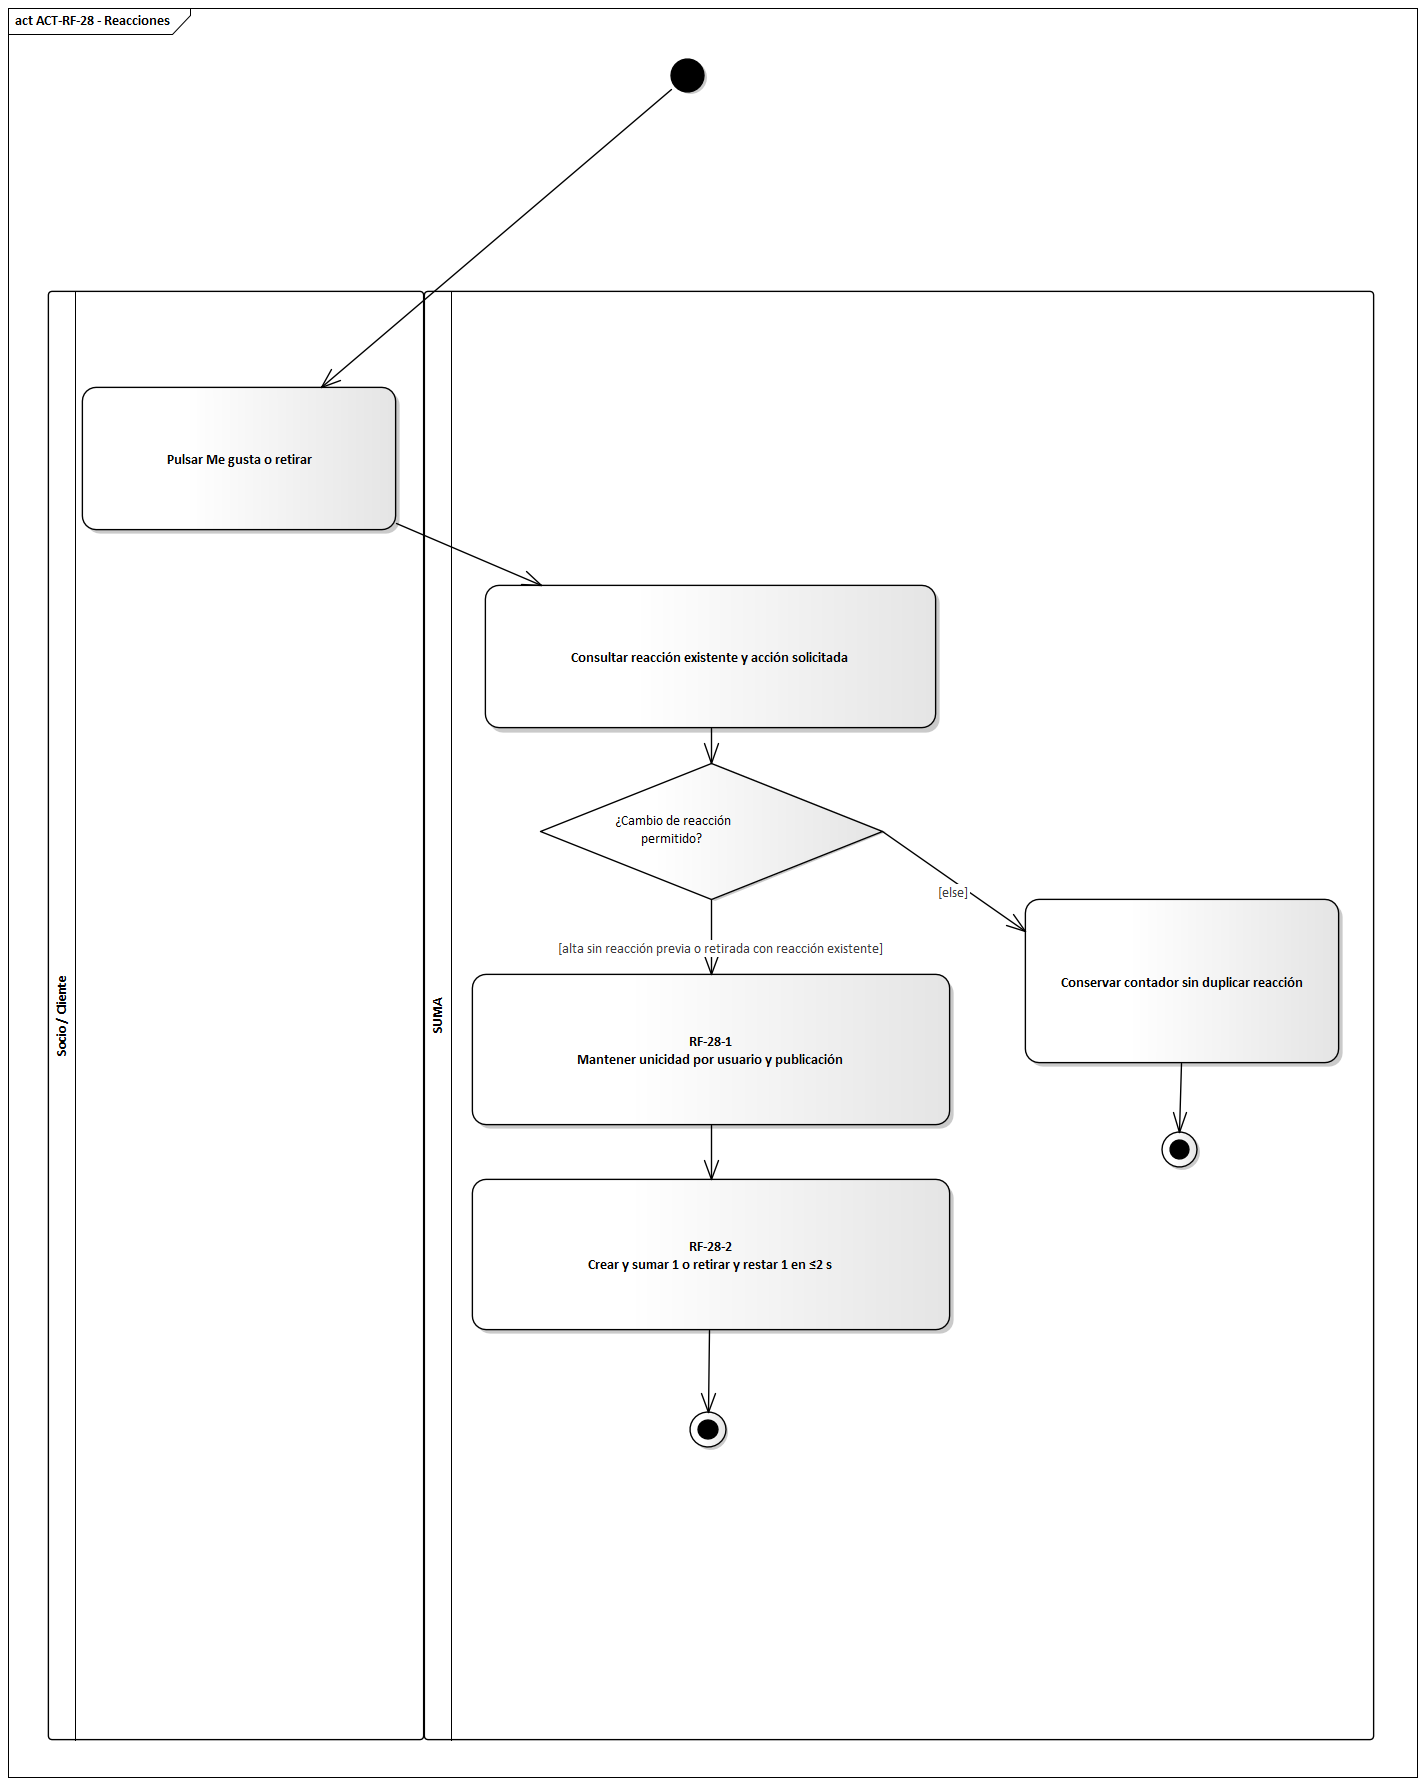 act ACT-RF-28 - Reacciones
Pulsar Me gusta o retirar
Consultar reacción existente y acción solicitada
¿Cambio de reacción
permitido?
[else]
[alta sin reacción previa o retirada con reacción existente]
Conservar contador sin duplicar reacción
Socio / Cliente
SUMA
RF-28-1
Mantener unicidad por usuario y publicación
RF-28-2
Crear y sumar 1 o retirar y restar 1 en ≤2 s